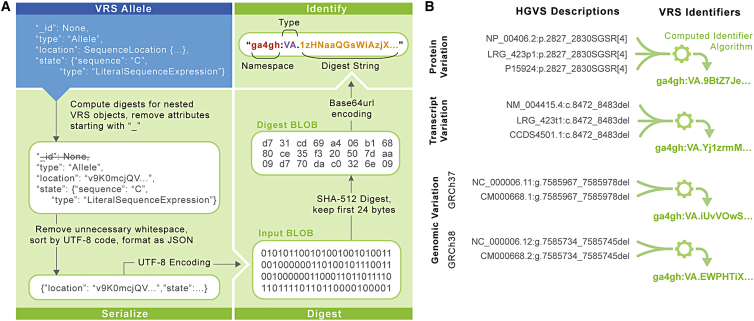 A
VRS Allele
"_id": None,
"type": "Allele",
"location": SequenceLocation {...},
"state": {"sequence": "C",
"type": "LiteralSequenceExpression"}
Compute digests for nested
VRS objects, remove attributes
starting with "_"
"_id": None,
"type": "Allele",
"location": "v9K0mcjQV...",
"state": {"sequence": "C",
"type": "LiteralSequenceExpression"}
Remove unnecessary whitespace,
sort by UTF-8 code, format as JSON
{"location": "v9K0mcjQV...","state":...}
Serialize
UTF-8 Encoding
Identify
Type
"ga4gh:VA.1zHNaaQGsWiAzjX..."
Namespace
Digest String
Base64url
encoding
Digest BLOB
d7 31 cd 69 a4 06 b1 68
80 ce 35 f3 20 50 7d aa
09 d7 70 da c0 32 6e 09
SHA-512 Digest,
keep first 24 bytes
Input BLOB
01010110010100100101001
00100000011010010111001
00100000011000110110111
01101111011010000100001
Digest
B
HGVS Descriptions
VRS Identifiers
Protein
Variation
NP_00406.2:p.2827_2830SGSR[4]
LRG_423p1:p.2827_2830SGSR[4]
P15924:p.2827_2830SGSR[4]
Computed Identifier
Algorithm
ga4gh:VA.9BtZ7Je...
Transcript
Variation
NM_004415.4:c.8472_8483del
LRG_423t1:c.8472_8483del
CCDS4501.1:c.8472_8483del
ga4gh:VA.Yj1zrmM...
Genomic Variation
GRCh37
NC_000006.11:g.7585967_7585978del
CM000668.1:g.7585967_7585978del
ga4gh:VA.iUvVOwS...
GRCh38
NC_000006.12:g.7585734_7585745del
CM000668.2:g.7585734_7585745del
ga4gh:VA.EWPHTiX...